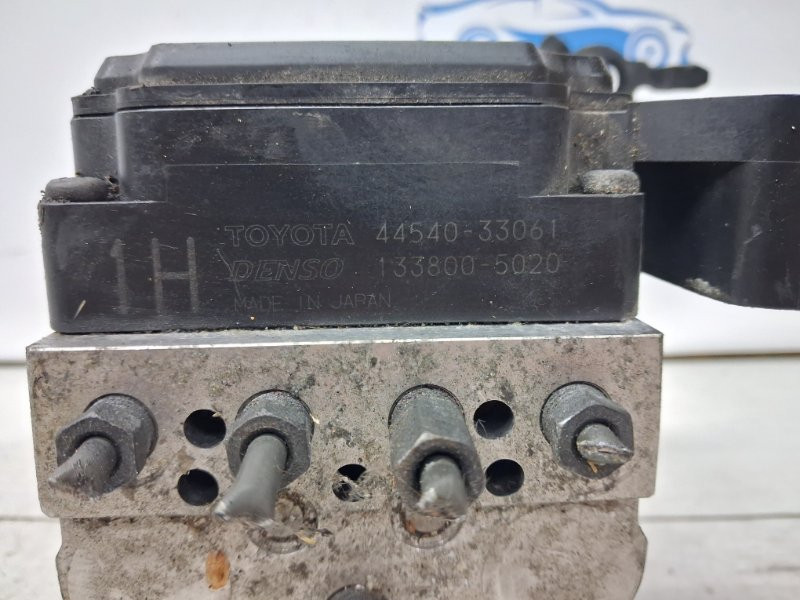 TOYOTA 44540-33061
1H DENSO 133800-5020
MADE IN JAPAN